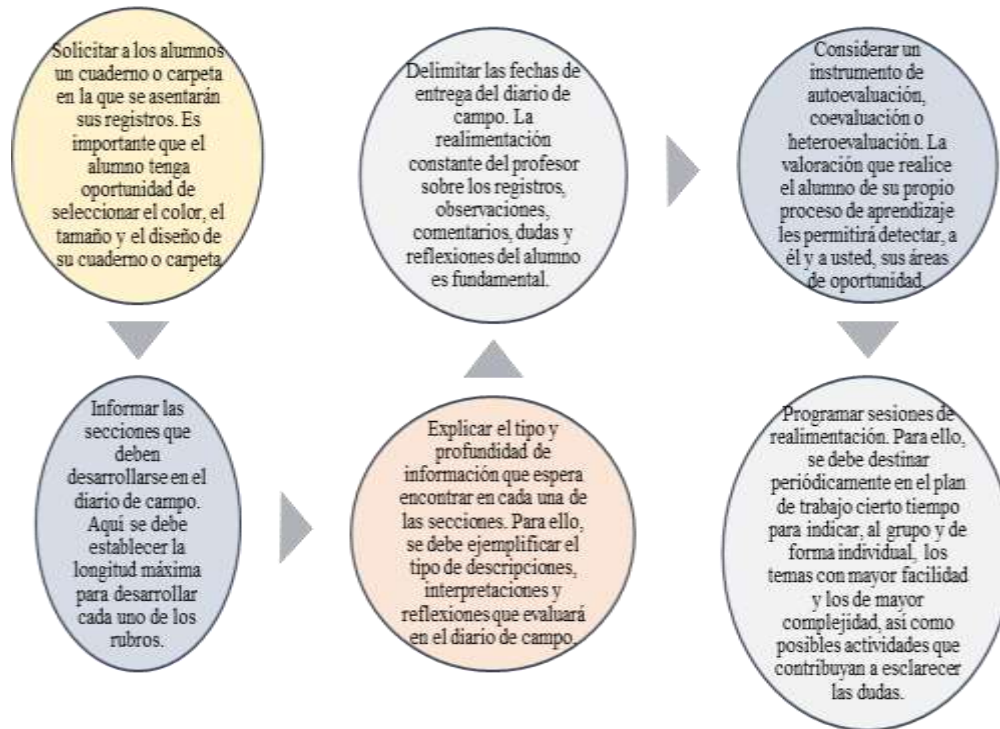 Solicitar a los alumnos
un cuaderno o carpeta
en la que se asentarán
sus registros. Es
importante que el
alumno tenga
oportunidad de
seleccionar el color, el
tamaño y el diseño de
su cuaderno o carpeta
Informar las
secciones que
deben
desarrollarse en el
diario de campo.
Aquí se debe
establecer la
longitud máxima
para desarrollar
cada uno de los
rubros.
Explicar el tipo y
profundidad de
información que espera
encontrar en cada una de
las secciones. Para ello,
se debe ejemplificar el
tipo de descripciones,
interpretaciones y
reflexiones que evaluará
en el diario de campo.
Delimitar las fechas de
entrega del diario de
campo. La
realimentación
constante del profesor
sobre los registros,
observaciones,
comentarios, dudas y
reflexiones del alumno
es fundamental.
Considerar un
instrumento de
autoevaluación,
coevaluación o
heteroevaluación. La
valoración que realice
el alumno de su propio
proceso de aprendizaje
les permitirá detectar, a
él y a usted, sus áreas
de oportunidad.
Programar sesiones de
realimentación. Para ello,
se debe destinar
periódicamente en el plan
de trabajo cierto tiempo
para indicar, al grupo y de
forma individual, los
temas con mayor facilidad
y los de mayor
complejidad, así como
posibles actividades que
contribuyan a esclarecer
las dudas.